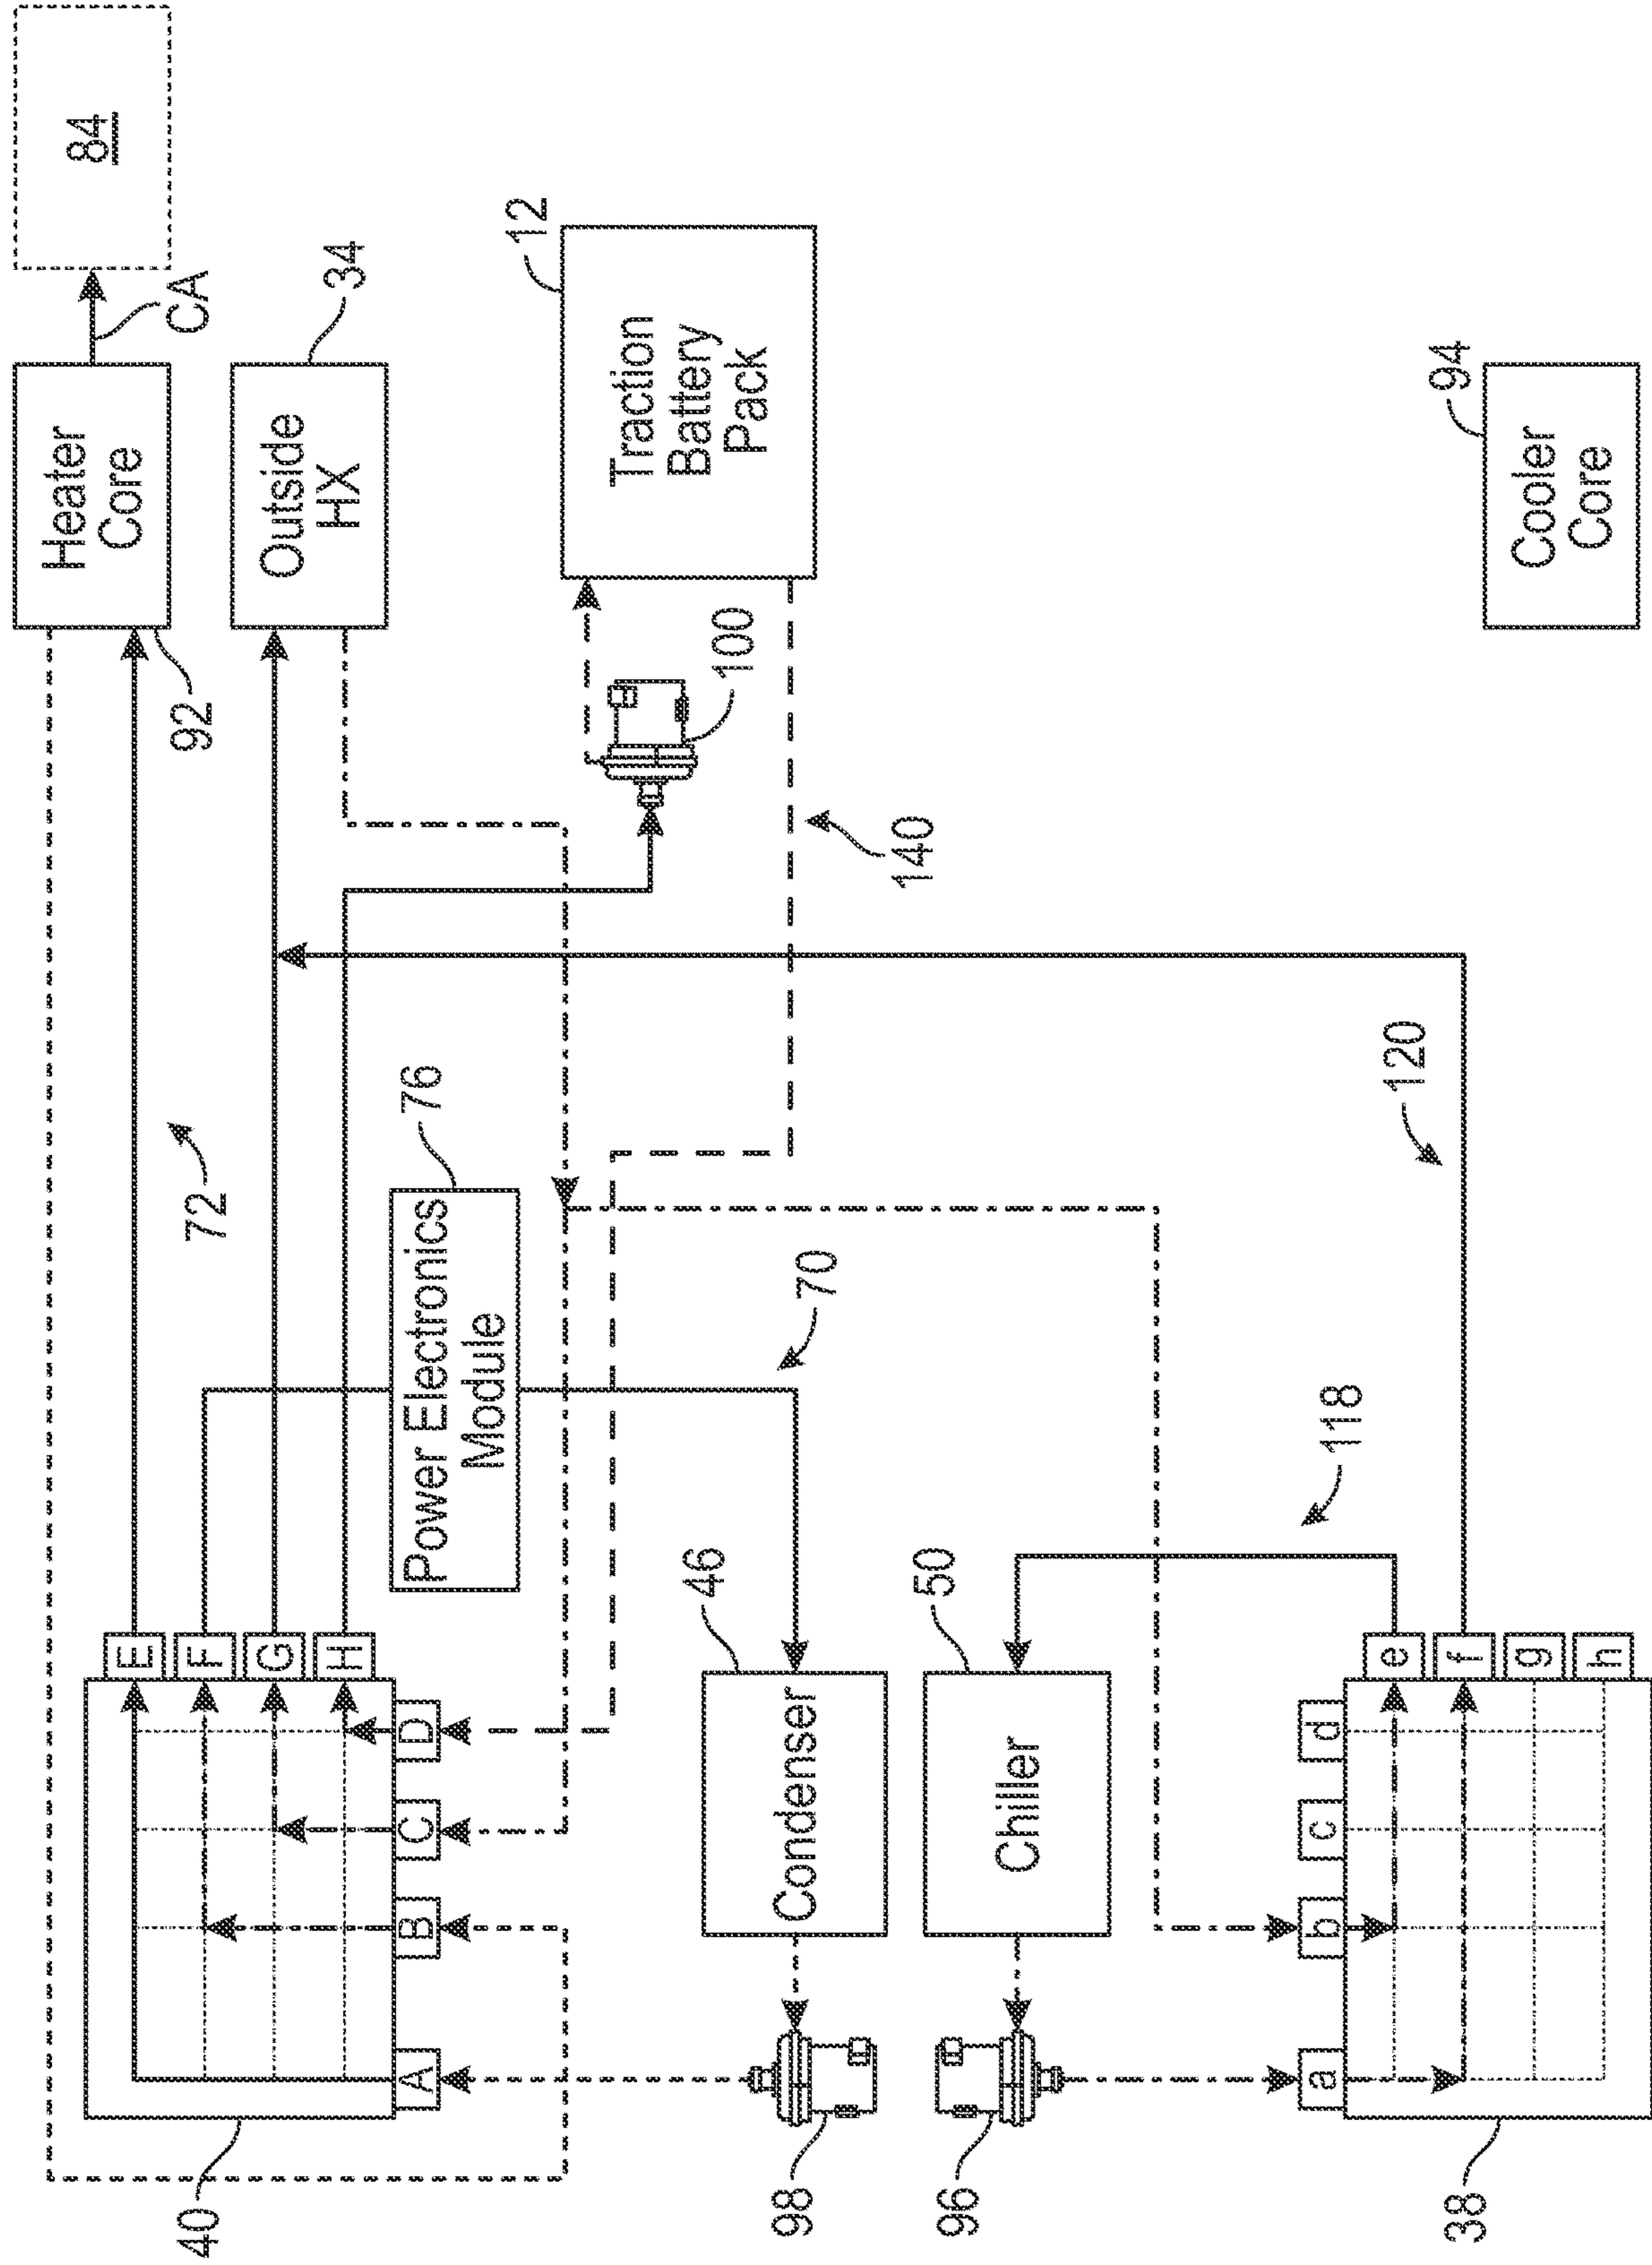 84
CA
Heater
Core
92
Outside
HX
34
12
Traction
Battery
Pack
100
140
94
Cooler
Core
72
76
Power Electronics
Module
70
120
118
E
F
G
H
A
B
C
D
40
46
Condenser
98
50
Chiller
96
a
b
c
d
e
f
g
h
38